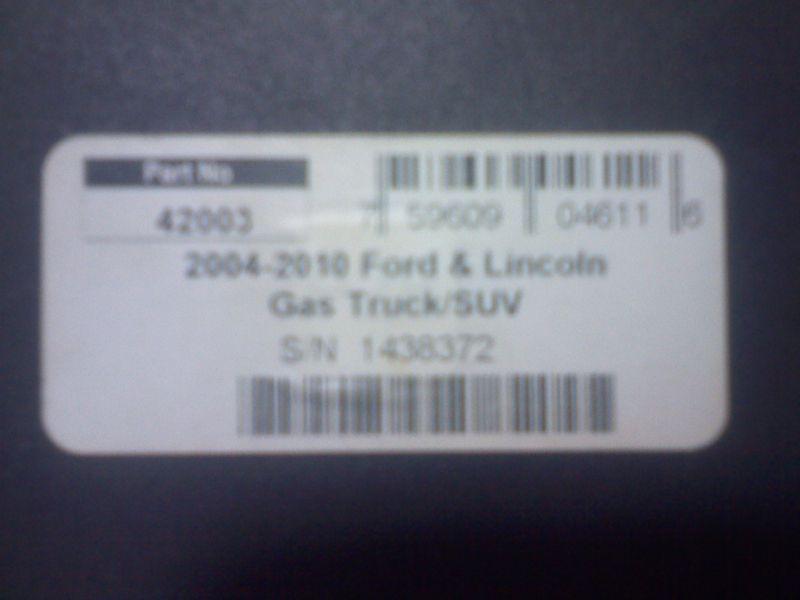 Part No
42003
7 59609 04611 6
2004-2010 Ford & Lincoln
Gas Truck/SUV
S/N 1438372